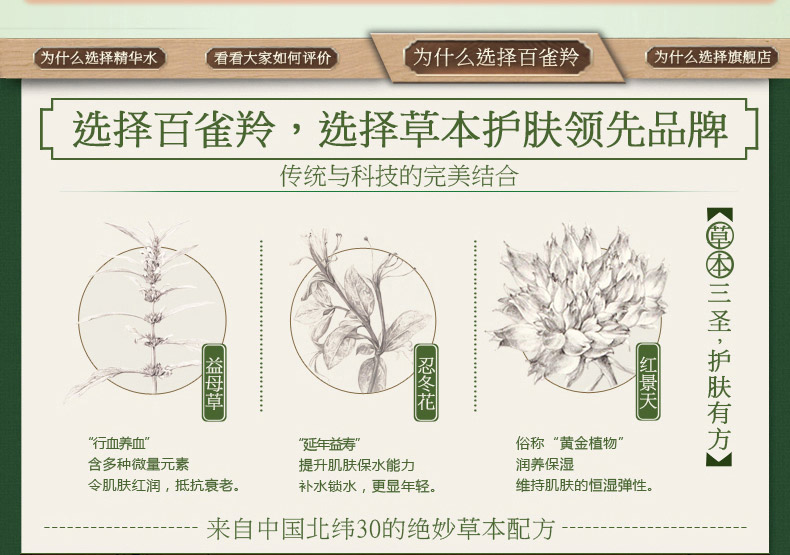 为什么选择精华水
看看大家如何评价
为什么选择百雀羚
为什么选择旗舰店
选择百雀羚，选择草本护肤领先品牌
传统与科技的完美结合
益母草
“行血养血”
含多种微量元素
令肌肤红润，抵抗衰老。
忍冬花
“延年益寿”
提升肌肤保水能力
补水锁水，更显年轻。
红景天
俗称“黄金植物”
润养保湿
维持肌肤的恒湿弹性。
草本三圣，护肤有方
来自中国北纬30的绝妙草本配方